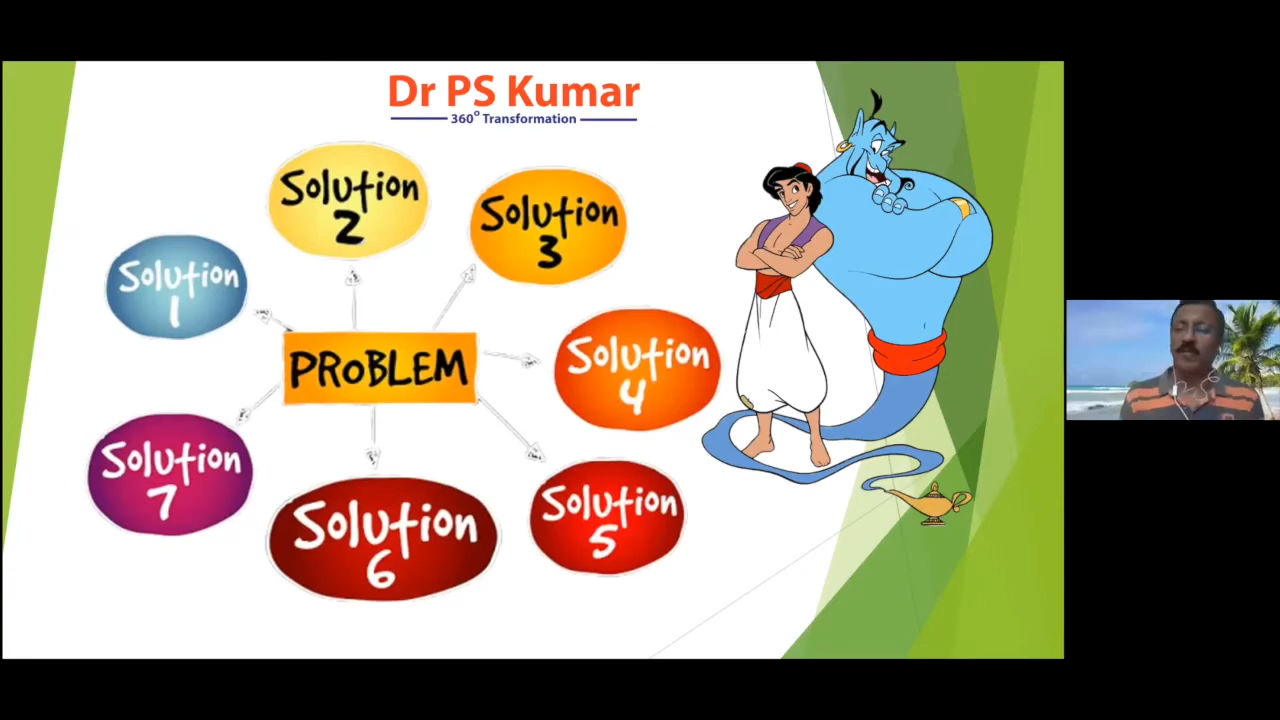 Dr PS Kumar
360° Transformation
Solution
2
Solution
3
Solution
1
PROBLEM
Solution
4
Solution
7
Solution
6
Solution
5